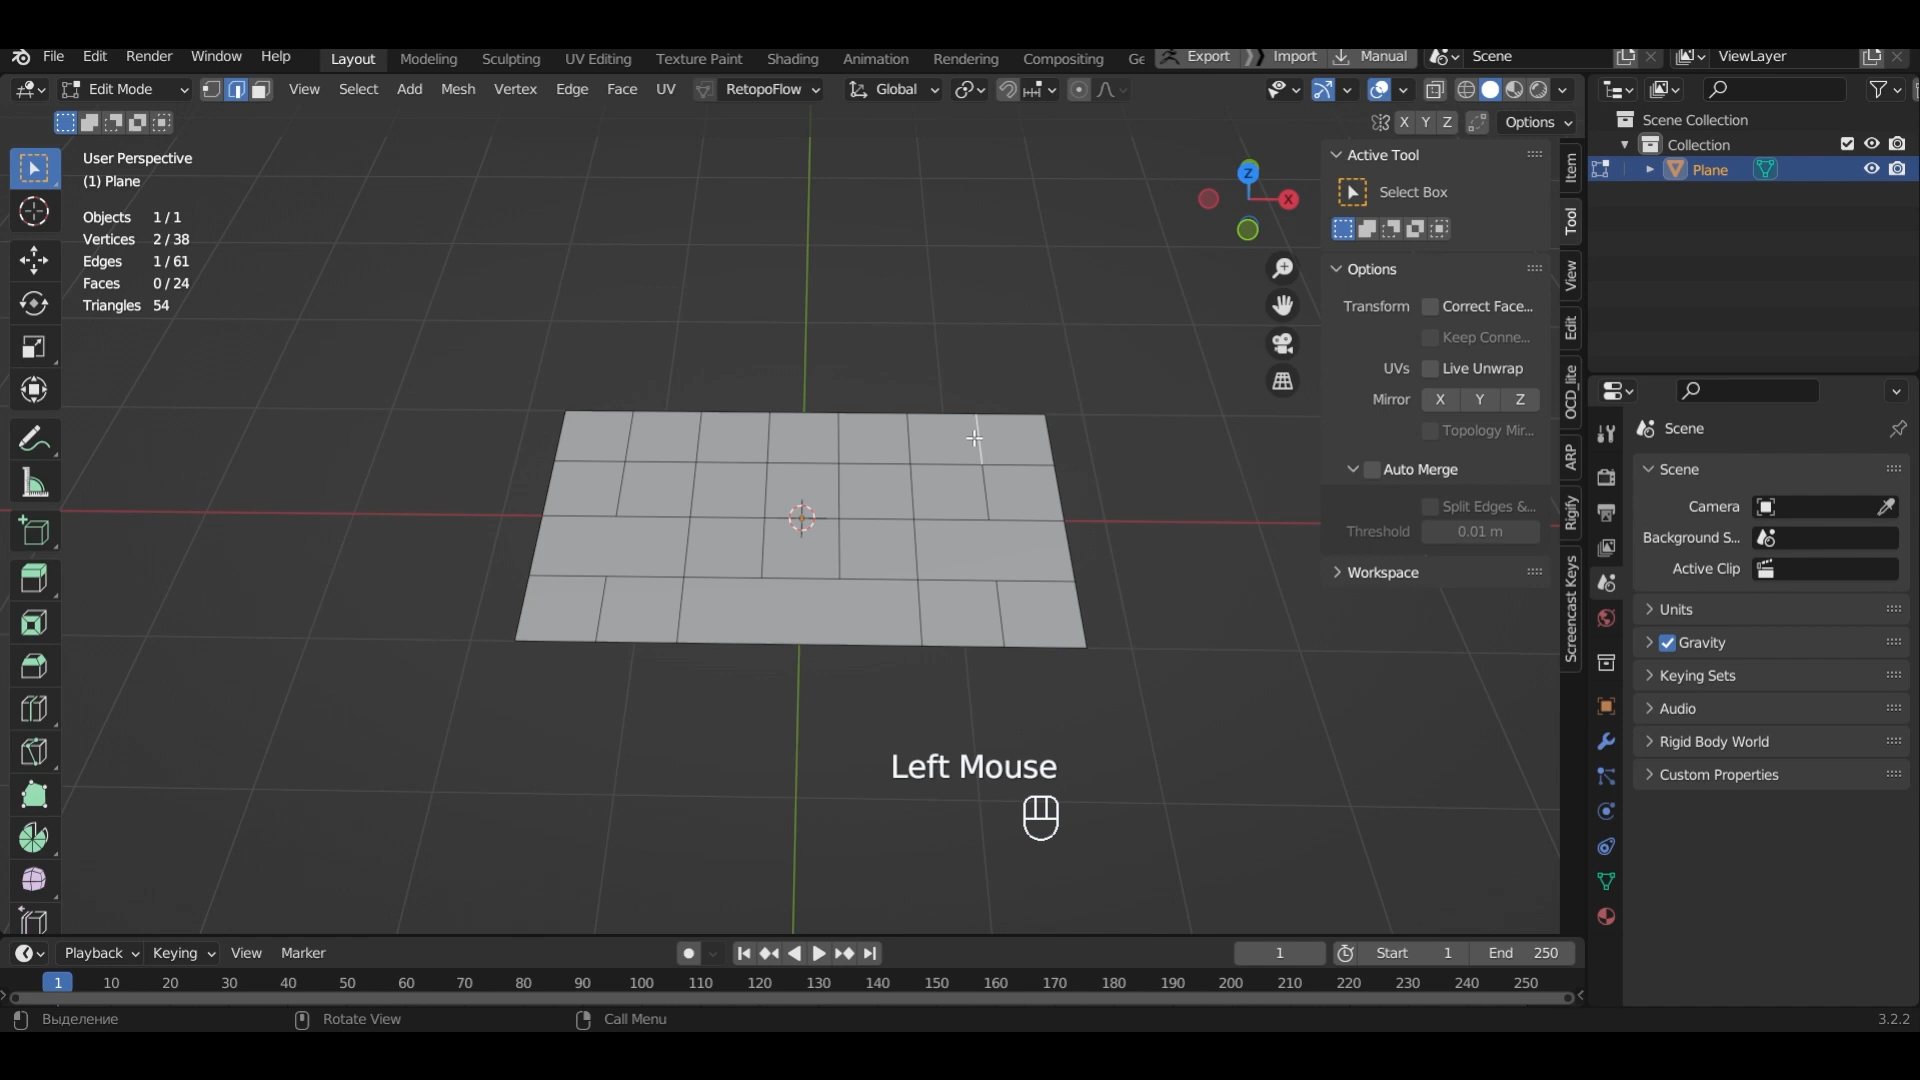 File Edit Render Window Help Layout Modeling Sculpting UV Editing Texture Paint Shading Animation Rendering Compositing Ge Export Import Manual Scene ViewLayer
Edit Mode View Select Add Mesh Vertex Edge Face UV RetopoFlow Global
X Y Z Options
User Perspective
(1) Plane
Objects 1 / 1
Vertices 2 / 38
Edges 1 / 61
Faces 0 / 24
Triangles 54
Z
X
Active Tool
Select Box
Options
Transform Correct Face...
Keep Conne...
UVs Live Unwrap
Mirror X Y Z
Topology Mir...
Auto Merge
Split Edges &...
Threshold 0.01 m
Workspace
Item
Tool
View
Edit
OCD_lite
ARP
Rigify
Screencast Keys
Scene Collection
Collection
Plane
Scene
Scene
Camera
Background S...
Active Clip
Units
Gravity
Keying Sets
Audio
Rigid Body World
Custom Properties
Left Mouse
Playback Keying View Marker 1 Start 1 End 250
1 10 20 30 40 50 60 70 80 90 100 110 120 130 140 150 160 170 180 190 200 210 220 230 240 250
Выделение Rotate View Call Menu 3.2.2